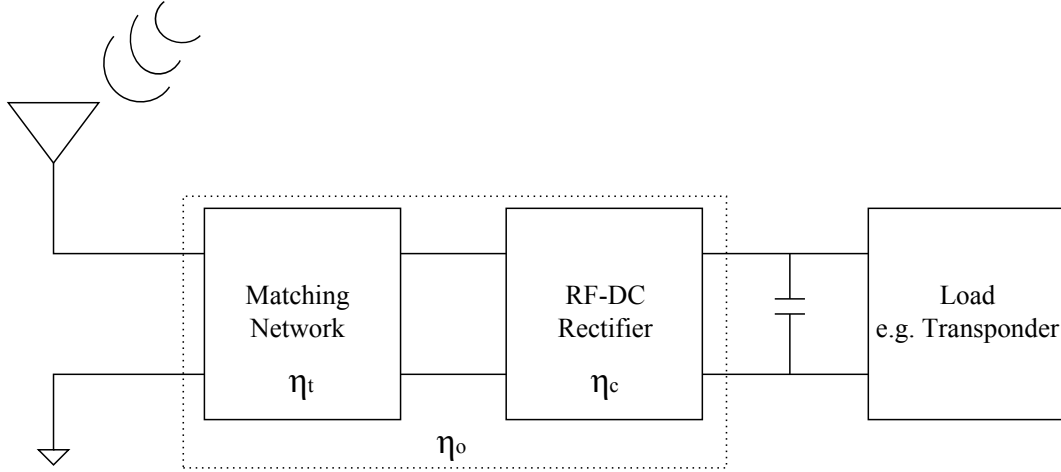 Matching
Network
ηt
RF-DC
Rectifier
ηc
Load
e.g. Transponder
ηo